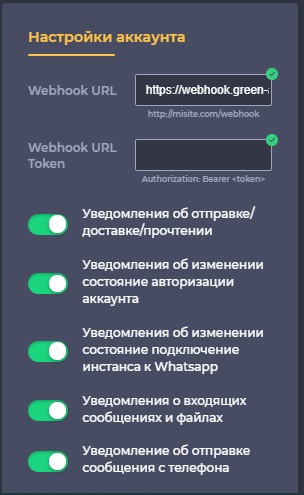 Настройки аккаунта
Webhook URL
https://webhook.green-
http://misite.com/webhook
Webhook URL
Token
Authorization: Bearer <token>
Уведомления об отправке/
доставке/прочтении
Уведомления об изменении
состояние авторизации
аккаунта
Уведомления об изменении
состояние подключение
инстанса к Whatsapp
Уведомления о входящих
сообщениях и файлах
Уведомление об отправке
сообщения с телефона